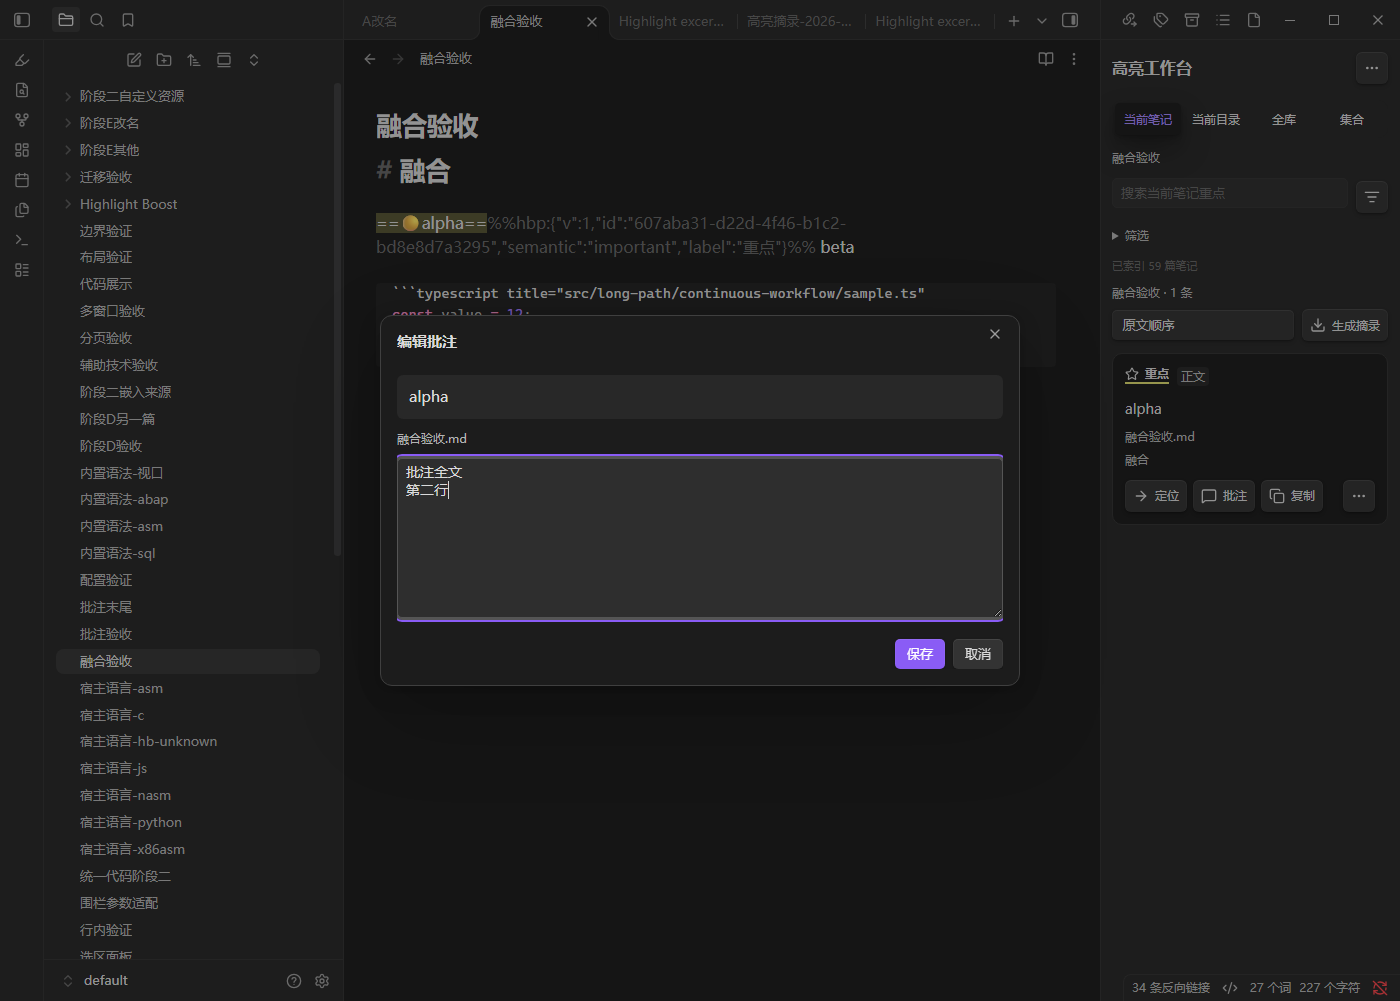 A改名
融合验收
Highlight excer...
高亮摘录-2026-...
Highlight excer...
阶段二自定义资源
阶段E改名
阶段E其他
迁移验收
Highlight Boost
边界验证
布局验证
代码展示
多窗口验收
分页验收
辅助技术验收
阶段二嵌入来源
阶段D另一篇
阶段D验收
内置语法-视口
内置语法-abap
内置语法-asm
内置语法-sql
配置验证
批注末尾
批注验收
融合验收
宿主语言-asm
宿主语言-c
宿主语言-hb-unknown
宿主语言-js
宿主语言-nasm
宿主语言-python
宿主语言-x86asm
统一代码阶段二
围栏参数适配
行内验证
选区面板
default
融合验收
融合验收
# 融合
==🟡alpha==%%hbp:{"v":1,"id":"607aba31-d22d-4f46-b1c2-
bd8e8d7a3295","semantic":"important","label":"重点"}%% beta
```typescript title="src/long-path/continuous-workflow/sample.ts"
const value = 12;
编辑批注
alpha
融合验收.md
批注全文
第二行
保存
取消
高亮工作台
当前笔记
当前目录
全库
集合
融合验收
搜索当前笔记重点
筛选
已索引 59 篇笔记
融合验收 · 1 条
原文顺序
生成摘录
重点
正文
alpha
融合验收.md
融合
定位
批注
复制
34 条反向链接
27 个词
227 个字符